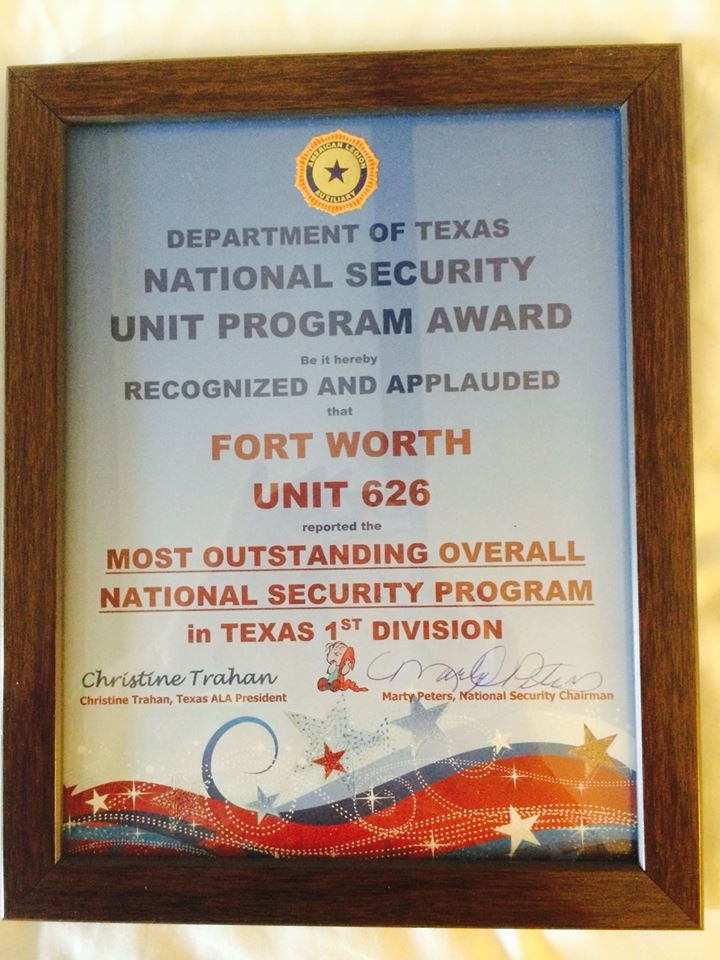 AMERICAN LEGION
AUXILIARY
DEPARTMENT OF TEXAS
NATIONAL SECURITY
UNIT PROGRAM AWARD
Be it hereby
RECOGNIZED AND APPLAUDED
that
FORT WORTH
UNIT 626
reported the
MOST OUTSTANDING OVERALL
NATIONAL SECURITY PROGRAM
in TEXAS 1ST DIVISION
Christine Trahan
Marty Peters
Christine Trahan, Texas ALA President
Marty Peters, National Security Chairman